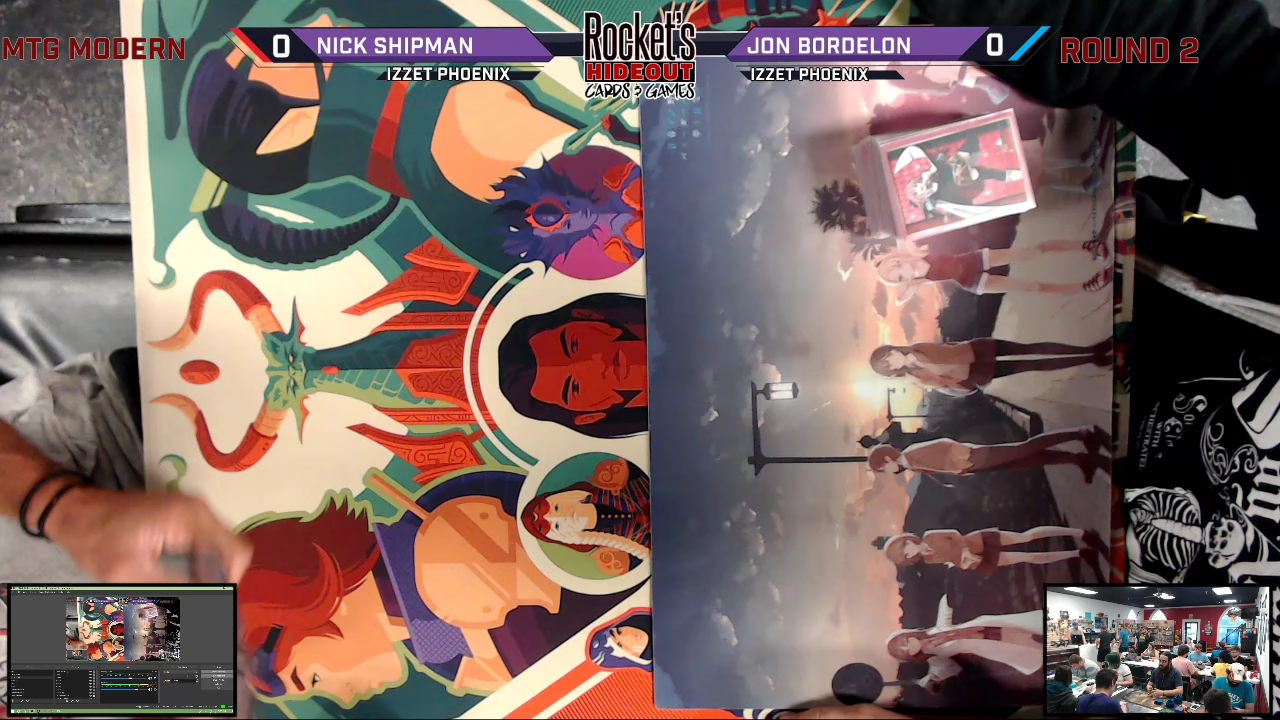 MTG MODERN
0 NICK SHIPMAN
IZZET PHOENIX
Rocket's
HIDEOUT
CARDS & GAMES
JON BORDELON 0
IZZET PHOENIX
ROUND 2